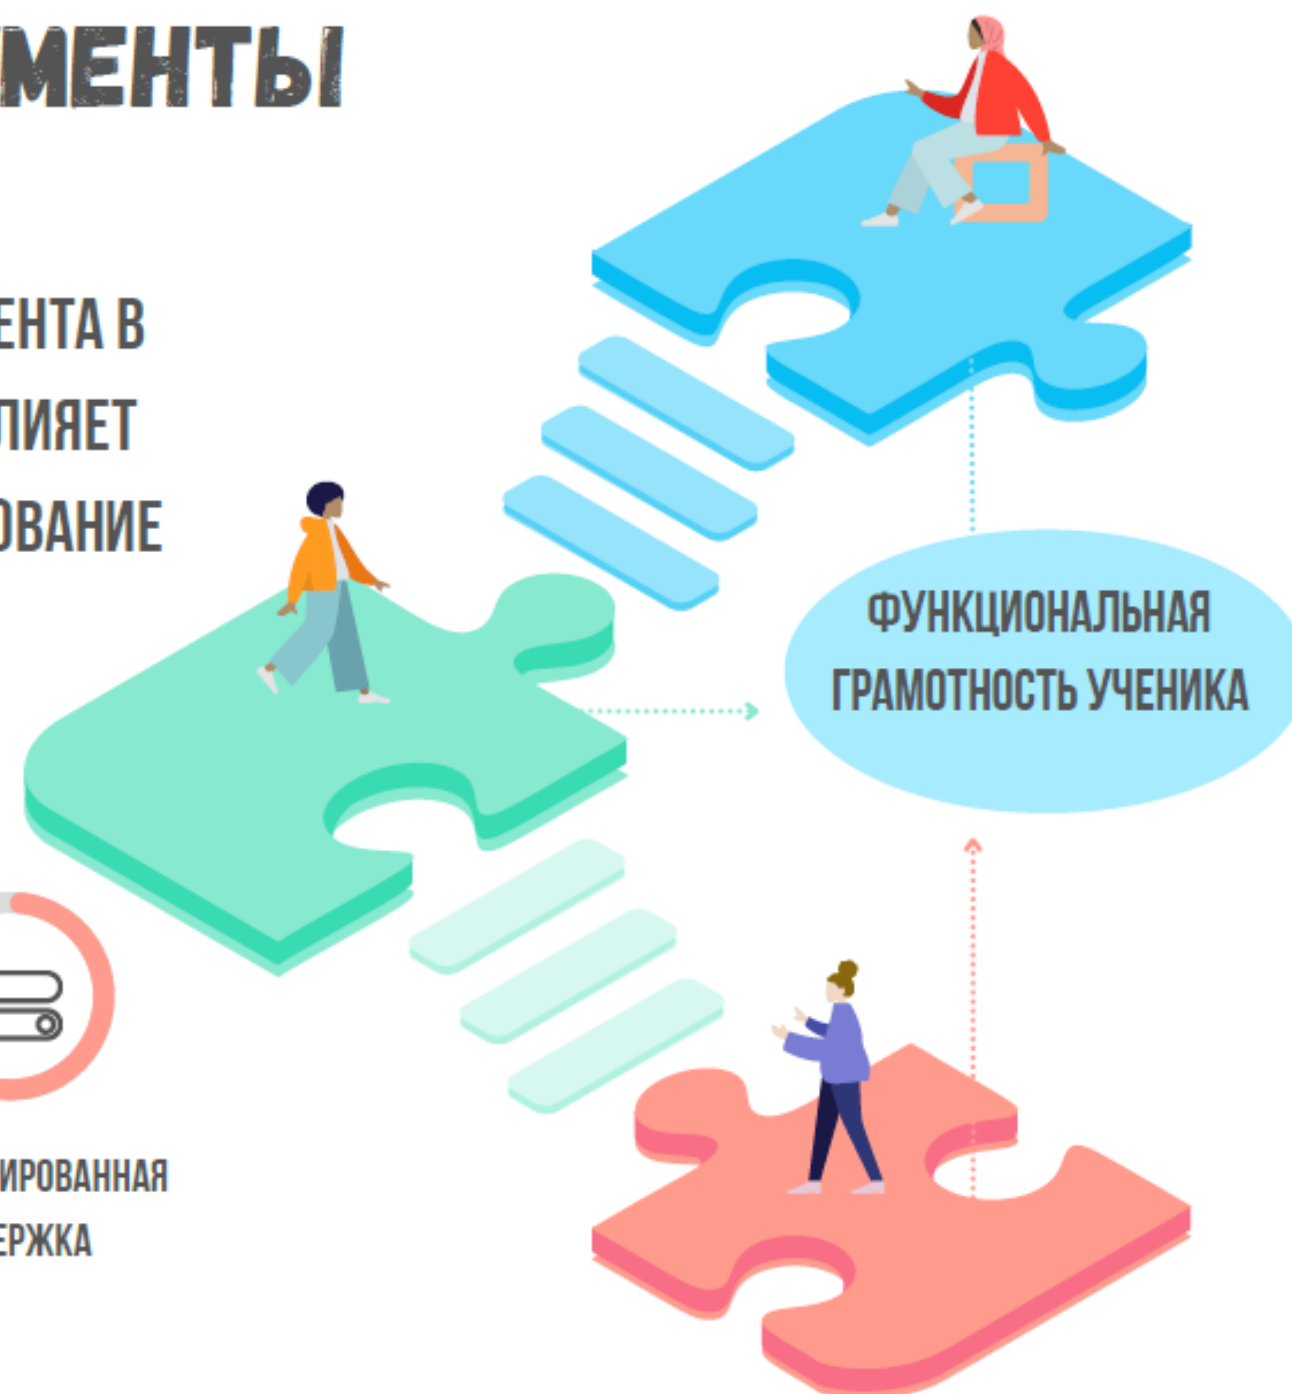 МЕНТЫ
ЕНТА В
ЛИЯЕТ
ОВАНИЕ
ФУНКЦИОНАЛЬНАЯ
ГРАМОТНОСТЬ УЧЕНИКА
ИРОВАННАЯ
ЕРЖКА